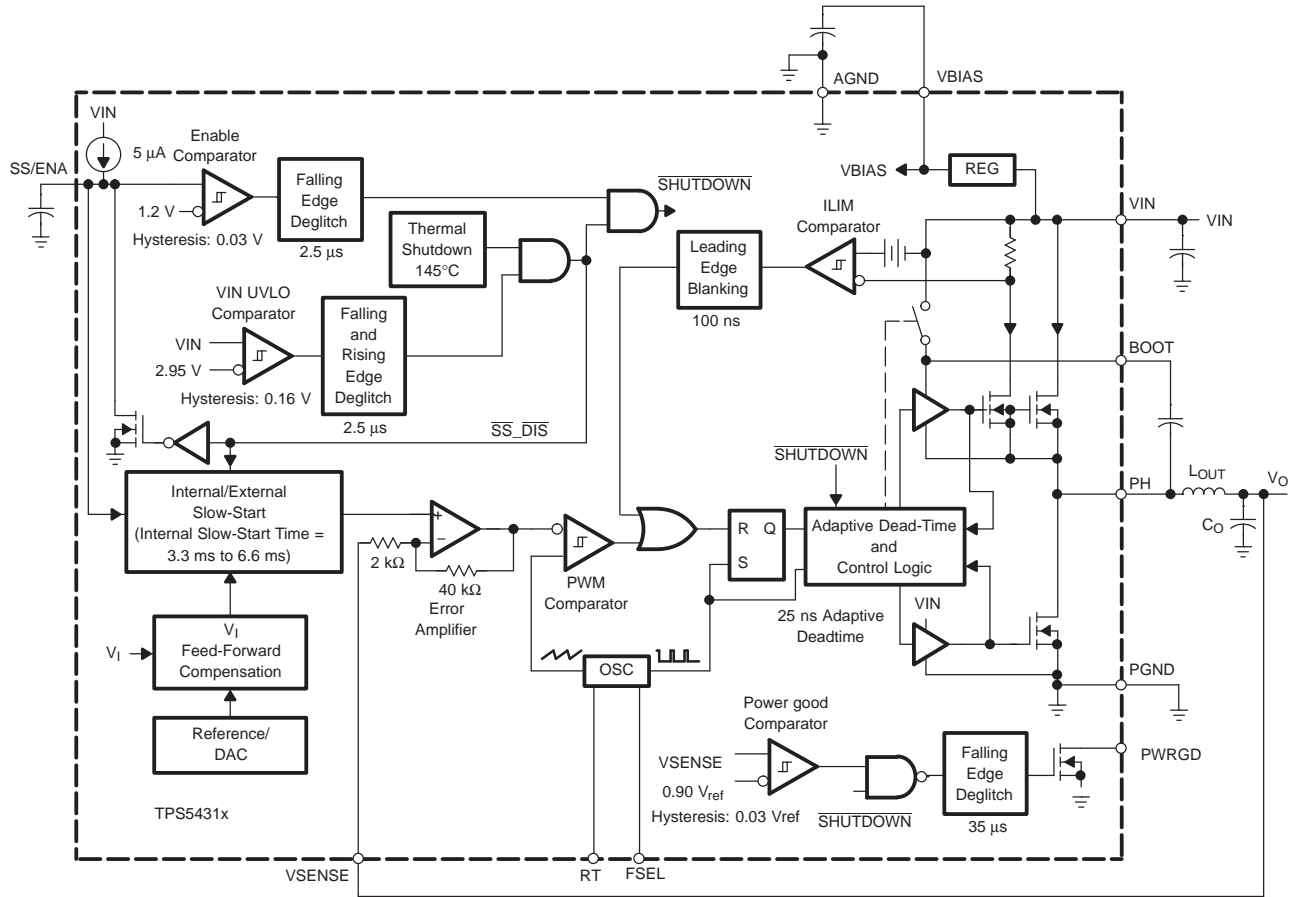 AGND
VBIAS
VIN
5 µA
Enable
Comparator
SS/ENA
1.2 V
Hysteresis: 0.03 V
Falling
Edge
Deglitch
2.5 µs
SHUTDOWN
Thermal
Shutdown
145°C
VIN UVLO
Comparator
VIN
2.95 V
Hysteresis: 0.16 V
Falling
and
Rising
Edge
Deglitch
2.5 µs
SS_DIS
VBIAS
REG
ILIM
Comparator
Leading
Edge
Blanking
100 ns
VIN
VIN
BOOT
Internal/External
Slow-Start
(Internal Slow-Start Time =
3.3 ms to 6.6 ms)
2 kΩ
+
−
40 kΩ
Error
Amplifier
PWM
Comparator
R Q
S
SHUTDOWN
Adaptive Dead-Time
and
Control Logic
25 ns Adaptive
Deadtime
VIN
PH
LOUT
VO
CO
VI
VI
Feed-Forward
Compensation
Reference/
DAC
OSC
PGND
Power good
Comparator
VSENSE
0.90 Vref
Hysteresis: 0.03 Vref
SHUTDOWN
Falling
Edge
Deglitch
35 µs
PWRGD
TPS5431x
VSENSE
RT
FSEL